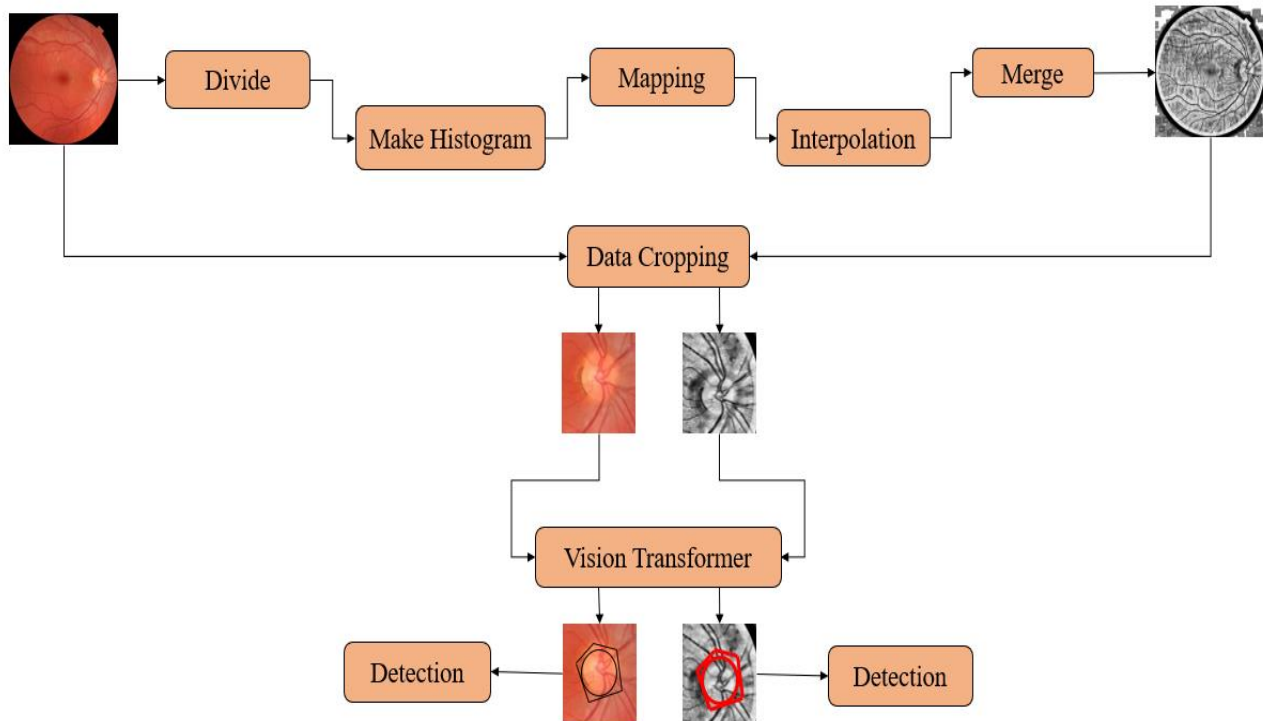 Divide
Make Histogram
Mapping
Interpolation
Merge
Data Cropping
Vision Transformer
Detection
Detection